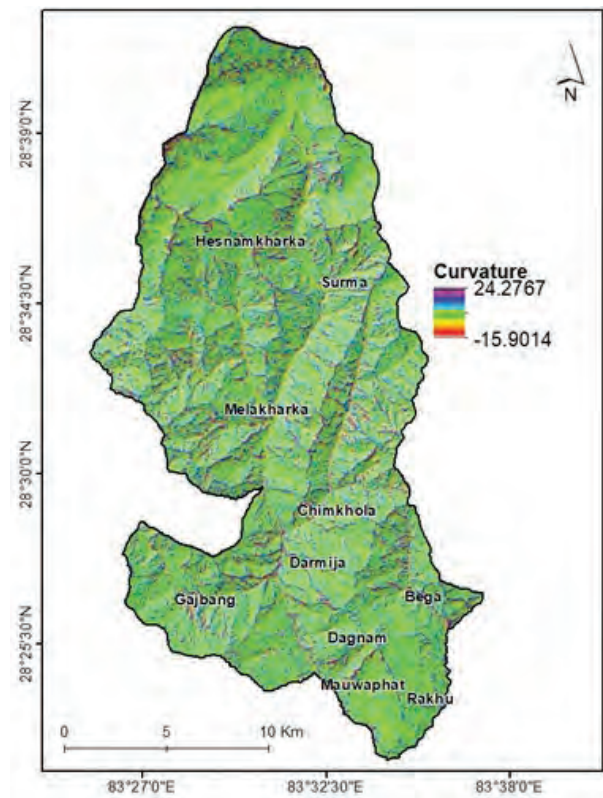 N
28°39'0"N
Hesnamkharka
Surma
Curvature
24.2767
-15.9014
28°34'30"N
Melakharka
28°30'0"N
Chimkhola
Darmija
Gajbang
Bega
28°25'30"N
Dagnam
Mauwaphat
Rakhu
0 5 10 Km
83°27'0"E 83°32'30"E 83°38'0"E